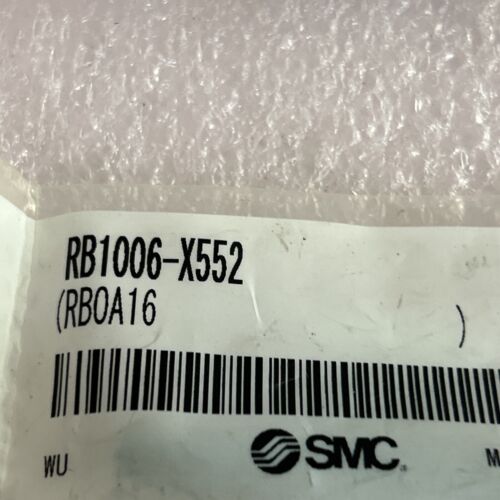 RB1006-X552
(RBOA16 )
WU SMC. M